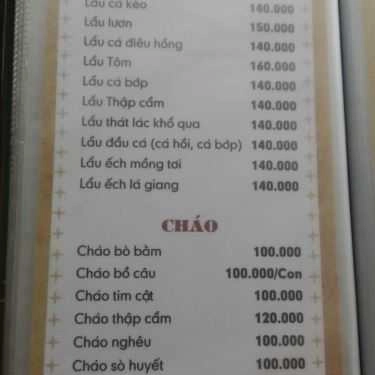 Lẩu cá kèo 140.000
Lẩu lươn 150.000
Lẩu cá diêu hồng 140.000
Lẩu Tôm 160.000
Lẩu cá bớp 140.000
Lẩu Thập cẩm 140.000
Lẩu thát lác khổ qua 140.000
Lẩu đầu cá (cá hồi, cá bớp) 140.000
Lẩu ếch mồng tơi 140.000
Lẩu ếch lá giang 140.000
CHÁO
Cháo bò bằm 100.000
Cháo bồ câu 100.000/Con
Cháo tim cật 100.000
Cháo thập cẩm 120.000
Cháo nghêu 100.000
Cháo sò huyết 100.000